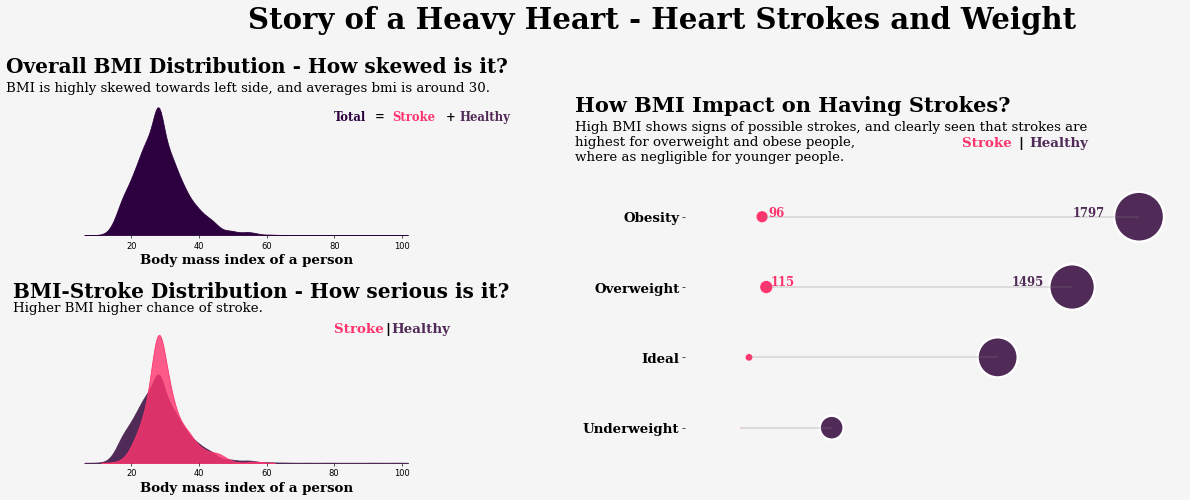 Story of a Heavy Heart - Heart Strokes and Weight
Overall BMI Distribution - How skewed is it?
BMI is highly skewed towards left side, and averages bmi is around 30.
Total = Stroke + Healthy
20 40 60 80 100
Body mass index of a person
BMI-Stroke Distribution - How serious is it?
Higher BMI higher chance of stroke.
Stroke|Healthy
20 40 60 80 100
Body mass index of a person
How BMI Impact on Having Strokes?
High BMI shows signs of possible strokes, and clearly seen that strokes are
highest for overweight and obese people,
where as negligible for younger people.
Stroke | Healthy
Obesity 96 1797
Overweight 115 1495
Ideal
Underweight